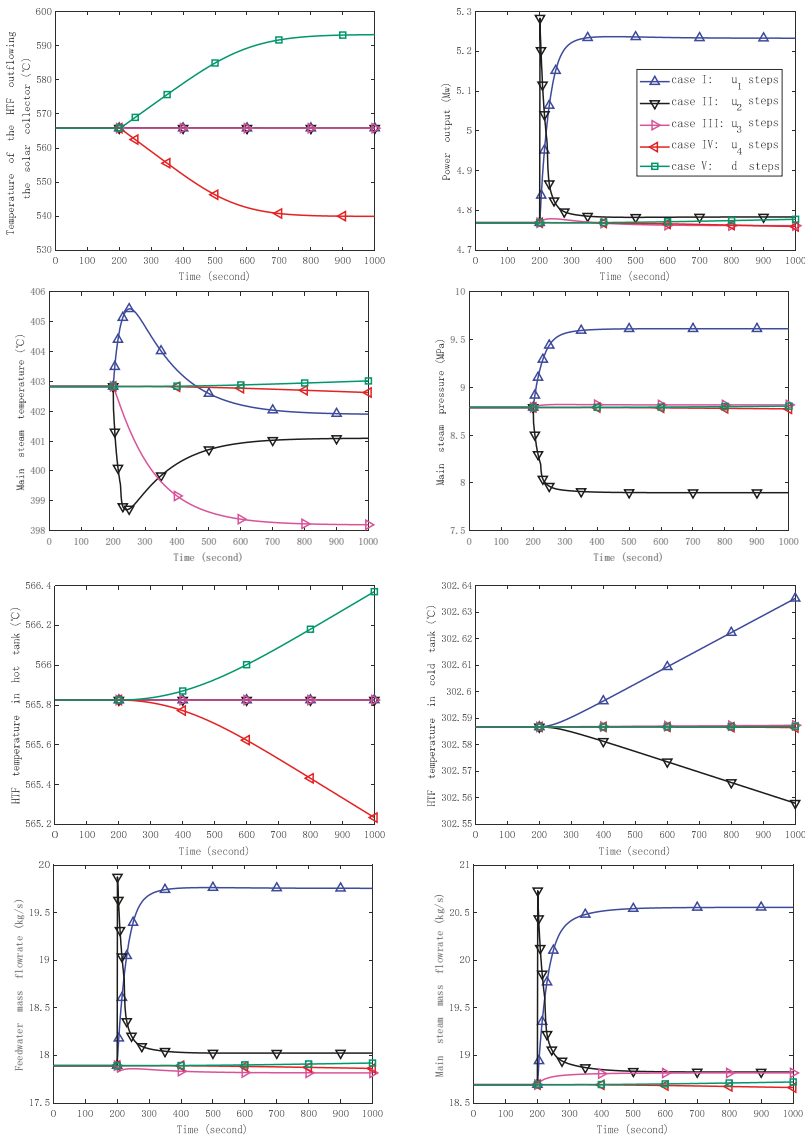 Temperature of the HTF outflowing
the solar collector (℃)
600
590
580
570
560
550
540
530
0 100 200 300 400 500 600 700 800 900 1000
Time (second)
Power output (Mw)
5.3
5.2
5.1
5
4.9
4.8
4.7
case I: u1 steps
case II: u2 steps
case III: u3 steps
case IV: u4 steps
case V: d steps
0 100 200 300 400 500 600 700 800 900 1000
Time (second)
Main steam temperature (℃)
406
405
404
403
402
401
400
399
398
0 100 200 300 400 500 600 700 800 900 1000
Time (second)
Main steam pressure (MPa)
10
9.5
9
8.5
8
7.5
0 100 200 300 400 500 600 700 800 900 1000
Time (second)
HTF temperature in hot tank (℃)
566.4
566.2
566
565.8
565.6
565.4
565.2
0 100 200 300 400 500 600 700 800 900 1000
Time (second)
HTF temperature in cold tank (℃)
302.64
302.63
302.62
302.61
302.6
302.59
302.58
302.57
302.56
302.55
0 100 200 300 400 500 600 700 800 900 1000
Time (second)
Feedwater mass flowrate (kg/s)
20
19.5
19
18.5
18
17.5
0 100 200 300 400 500 600 700 800 900 1000
Time (second)
Main steam mass flowrate (kg/s)
21
20.5
20
19.5
19
18.5
0 100 200 300 400 500 600 700 800 900 1000
Time (second)